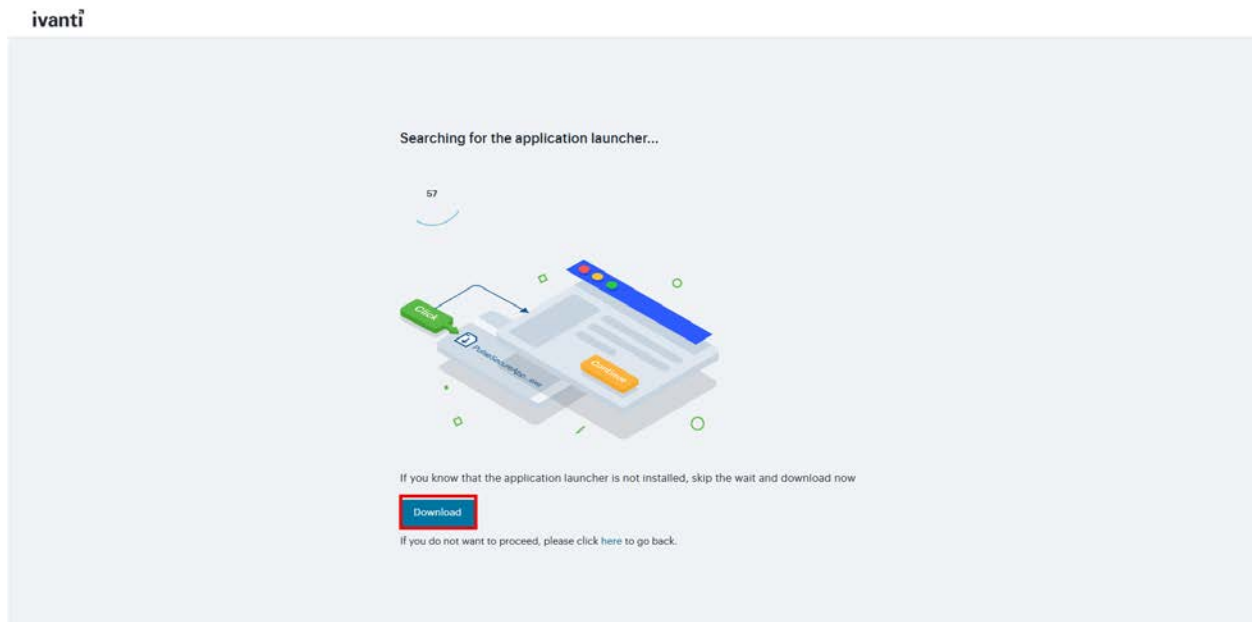 ivanti
Searching for the application launcher...
57
Click
PulseSecureApp...exe
Continue
If you know that the application launcher is not installed, skip the wait and download now
Download
If you do not want to proceed, please click here to go back.